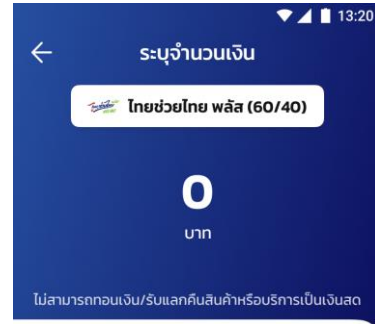 13:20
ระบุจำนวนเงิน
ไทยช่วยไทย พลัส (60/40)
0
บาท
ไม่สามารถทอนเงิน/รับแลกคืนสินค้าหรือบริการเป็นเงินสด